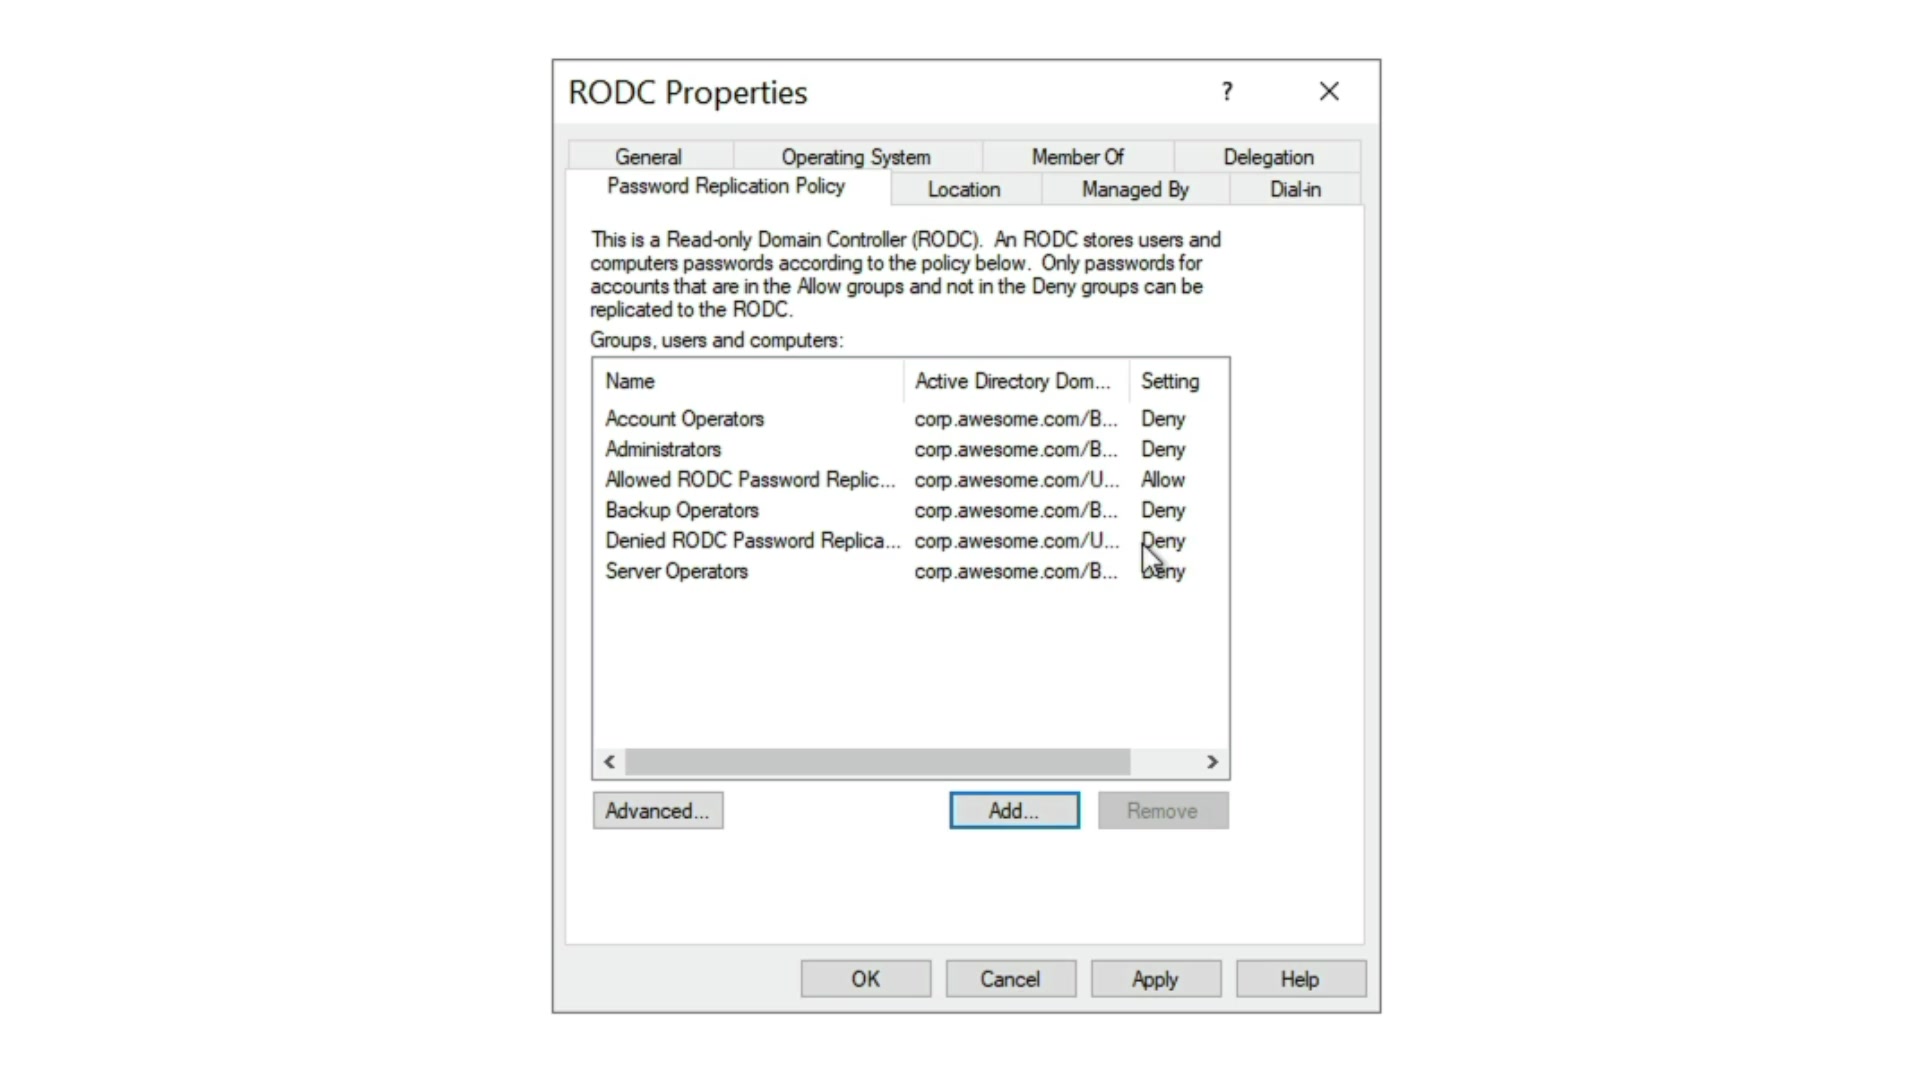 RODC Properties ?
General Operating System Member Of Delegation
Password Replication Policy Location Managed By Dial-in
This is a Read-only Domain Controller (RODC). An RODC stores users and
computers passwords according to the policy below. Only passwords for
accounts that are in the Allow groups and not in the Deny groups can be
replicated to the RODC.
Groups, users and computers:
Name Active Directory Dom... Setting
Account Operators corp.awesome.com/B... Deny
Administrators corp.awesome.com/B... Deny
Allowed RODC Password Replic... corp.awesome.com/U... Allow
Backup Operators corp.awesome.com/B... Deny
Denied RODC Password Replica... corp.awesome.com/U... Deny
Server Operators corp.awesome.com/B... Deny
Advanced... Add... Remove
OK Cancel Apply Help